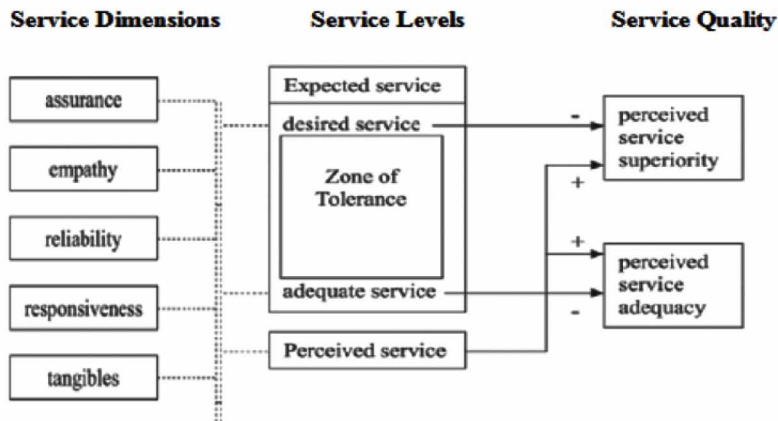 Service Dimensions
Service Levels
Service Quality
assurance
empathy
reliability
responsiveness
tangibles
Expected service
desired service
Zone of
Tolerance
adequate service
Perceived service
-
+
+
-
perceived
service
superiority
perceived
service
adequacy